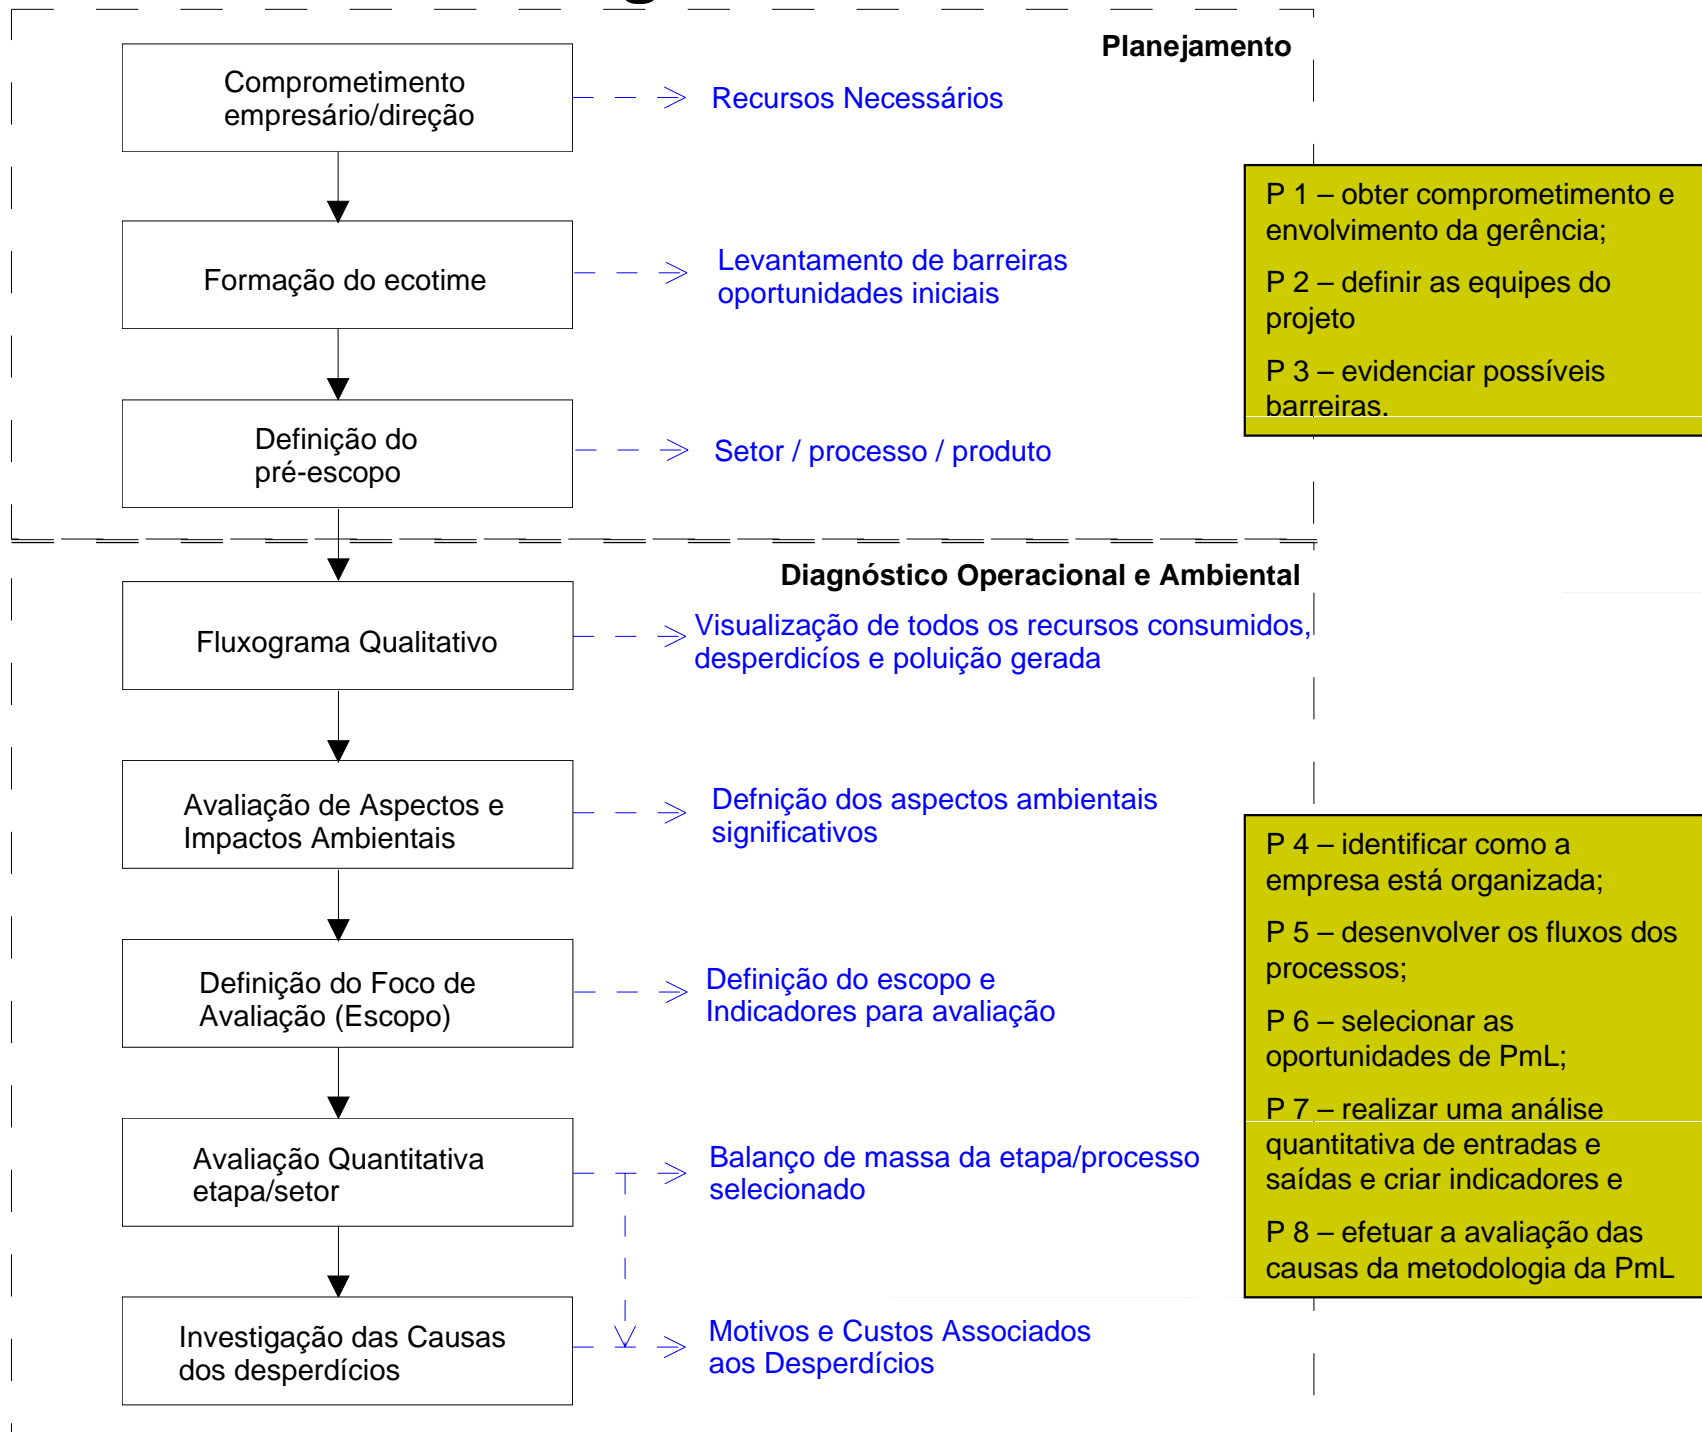 Planejamento
Comprometimento
empresário/direção
Recursos Necessários
Formação do ecotime
Levantamento de barreiras
oportunidades iniciais
Definição do
pré-escopo
Setor / processo / produto
P 1 – obter comprometimento e
envolvimento da gerência;
P 2 – definir as equipes do
projeto
P 3 – evidenciar possíveis
barreiras.
Diagnóstico Operacional e Ambiental
Fluxograma Qualitativo
Visualização de todos os recursos consumidos,
desperdicíos e poluição gerada
Avaliação de Aspectos e
Impactos Ambientais
Defnição dos aspectos ambientais
significativos
Definição do Foco de
Avaliação (Escopo)
Definição do escopo e
Indicadores para avaliação
Avaliação Quantitativa
etapa/setor
Balanço de massa da etapa/processo
selecionado
Investigação das Causas
dos desperdícios
Motivos e Custos Associados
aos Desperdícios
P 4 – identificar como a
empresa está organizada;
P 5 – desenvolver os fluxos dos
processos;
P 6 – selecionar as
oportunidades de PmL;
P 7 – realizar uma análise
quantitativa de entradas e
saídas e criar indicadores e
P 8 – efetuar a avaliação das
causas da metodologia da PmL